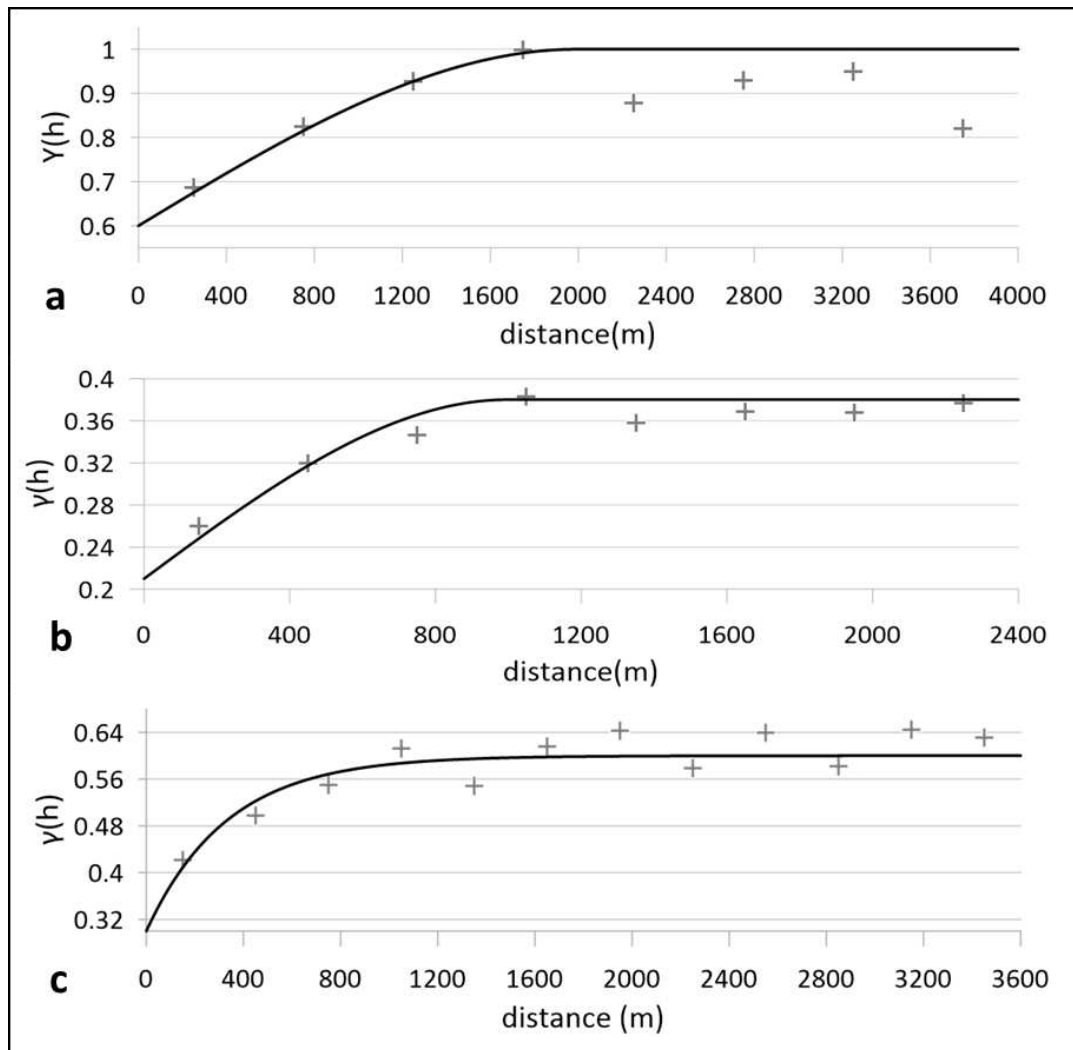 1
0.9
0.8
0.7
0.6
Y(h)
a
0 400 800 1200 1600 2000 2400 2800 3200 3600 4000
distance(m)
0.4
0.36
0.32
0.28
0.24
0.2
γ(h)
b
0 400 800 1200 1600 2000 2400
distance(m)
0.64
0.56
0.48
0.4
0.32
γ(h)
c
0 400 800 1200 1600 2000 2400 2800 3200 3600
distance (m)